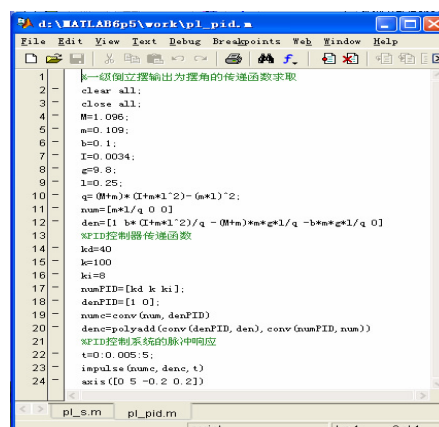 d:\MATLAB6p5\work\pl_pid.m
File Edit View Text Debug Breakpoints Web Window Help
1 %一级倒立摆输出为摆角的传递函数求取
2 - clear all;
3 - close all;
4 - M=1.096;
5 - m=0.109;
6 - b=0.1;
7 - I=0.0034;
8 - g=9.8;
9 - l=0.25;
10 - q=(M+m)*(I+m*l^2)-(m*l)^2;
11 - num=[m*l/q 0 0]
12 - den=[1 b*(I+m*l^2)/q -(M+m)*m*g*l/q -b*m*g*l/q 0]
13 %PID控制器传递函数
14 - kd=40
15 - k=100
16 - ki=8
17 - numPID=[kd k ki];
18 - denPID=[1 0];
19 - numc=conv(num,denPID)
20 - denc=polyadd(conv(denPID,den),conv(numPID,num))
21 %PID控制系统的脉冲响应
22 - t=0:0.005:5;
23 - impulse(numc,denc,t)
24 - axis([0 5 -0.2 0.2])
pl_s.m pl_pid.m